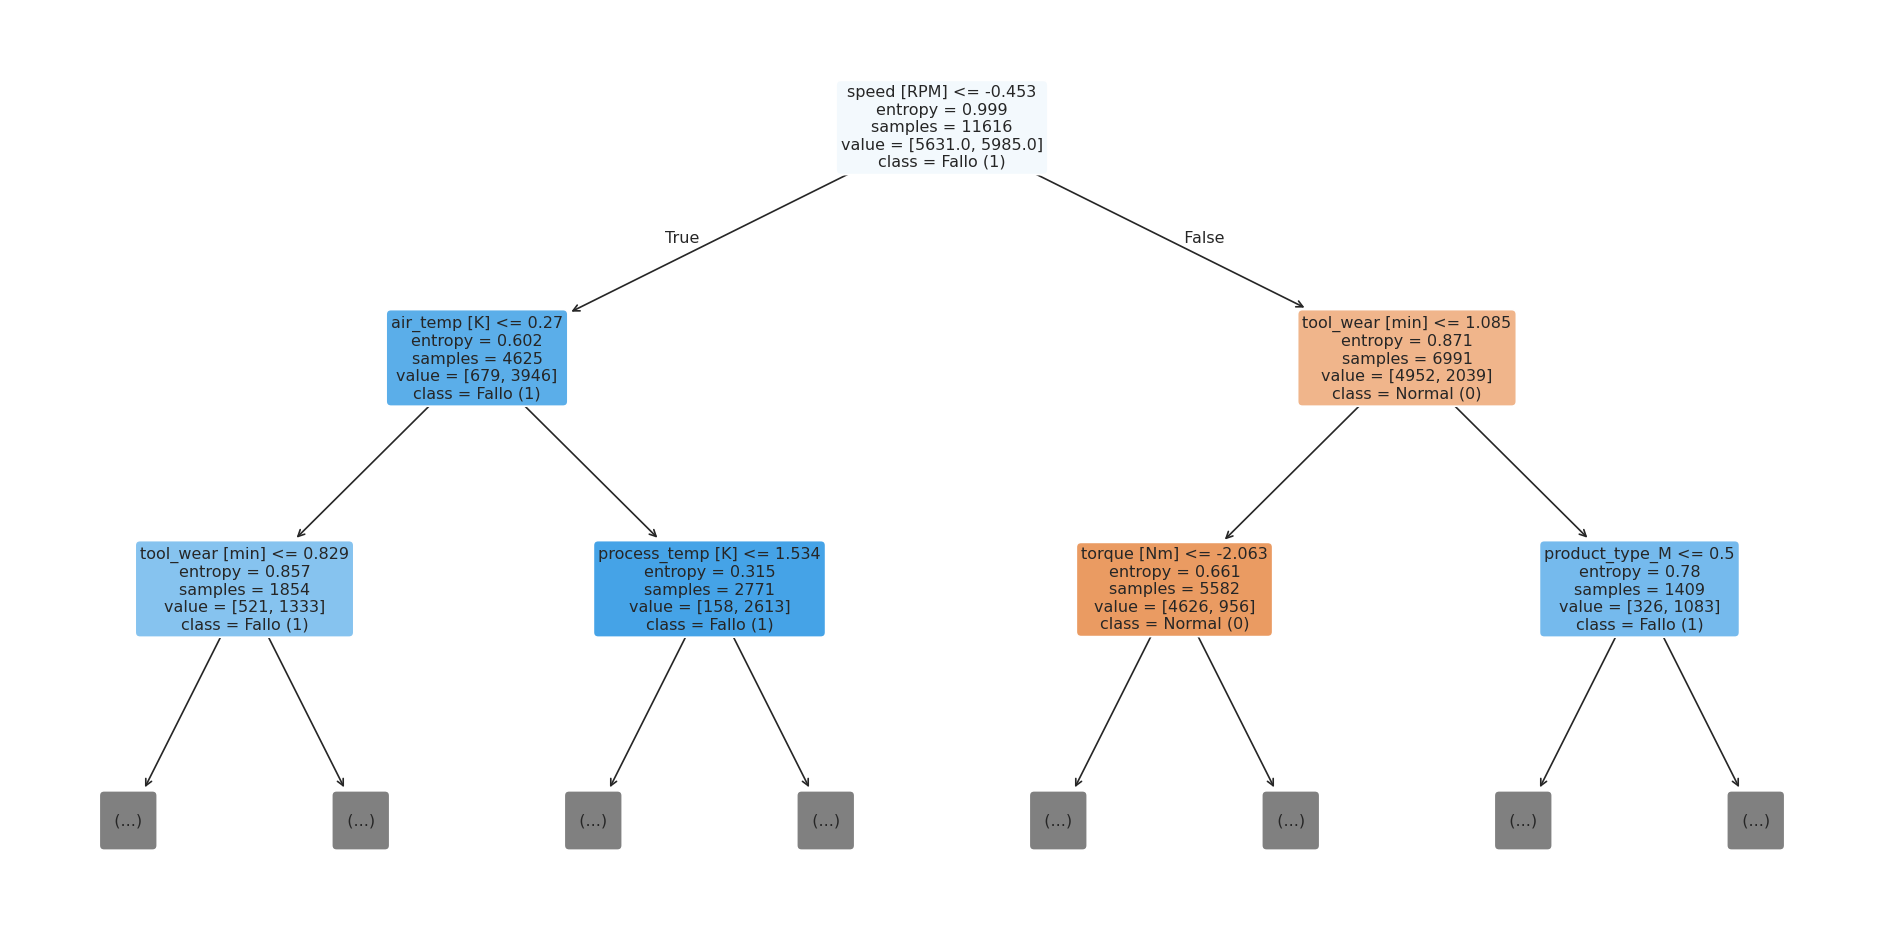 speed [RPM] <= -0.453
entropy = 0.999
samples = 11616
value = [5631.0, 5985.0]
class = Fallo (1)
True
False
air_temp [K] <= 0.27
entropy = 0.602
samples = 4625
value = [679, 3946]
class = Fallo (1)
tool_wear [min] <= 1.085
entropy = 0.871
samples = 6991
value = [4952, 2039]
class = Normal (0)
tool_wear [min] <= 0.829
entropy = 0.857
samples = 1854
value = [521, 1333]
class = Fallo (1)
process_temp [K] <= 1.534
entropy = 0.315
samples = 2771
value = [158, 2613]
class = Fallo (1)
torque [Nm] <= -2.063
entropy = 0.661
samples = 5582
value = [4626, 956]
class = Normal (0)
product_type_M <= 0.5
entropy = 0.78
samples = 1409
value = [326, 1083]
class = Fallo (1)
(...)
(...)
(...)
(...)
(...)
(...)
(...)
(...)